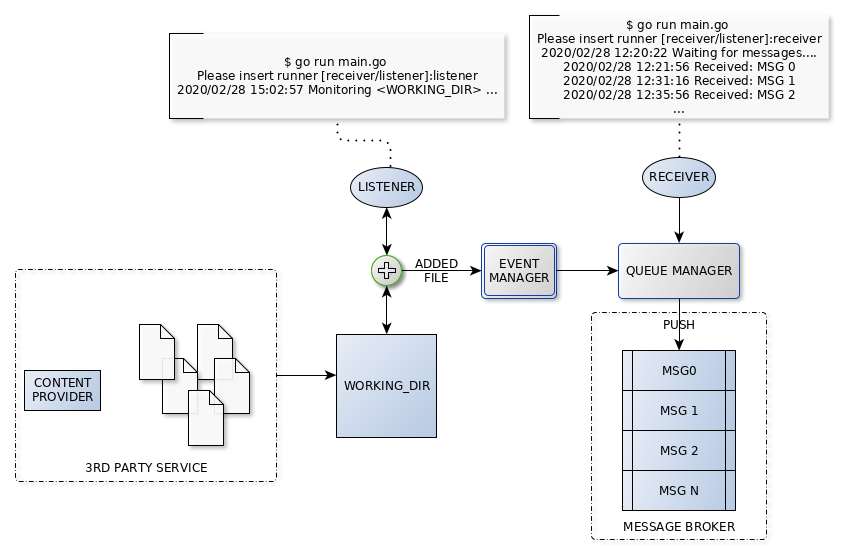 $ go run main.go
Please insert runner [receiver/listener]:listener
2020/02/28 15:02:57 Monitoring <WORKING_DIR> ...
$ go run main.go
Please insert runner [receiver/listener]:receiver
2020/02/28 12:20:22 Waiting for messages....
2020/02/28 12:21:56 Received: MSG 0
2020/02/28 12:31:16 Received: MSG 1
2020/02/28 12:35:56 Received: MSG 2
...
LISTENER
RECEIVER
ADDED
FILE
EVENT
MANAGER
QUEUE MANAGER
PUSH
CONTENT
PROVIDER
3RD PARTY SERVICE
WORKING_DIR
MSG0
MSG 1
MSG 2
MSG N
MESSAGE BROKER